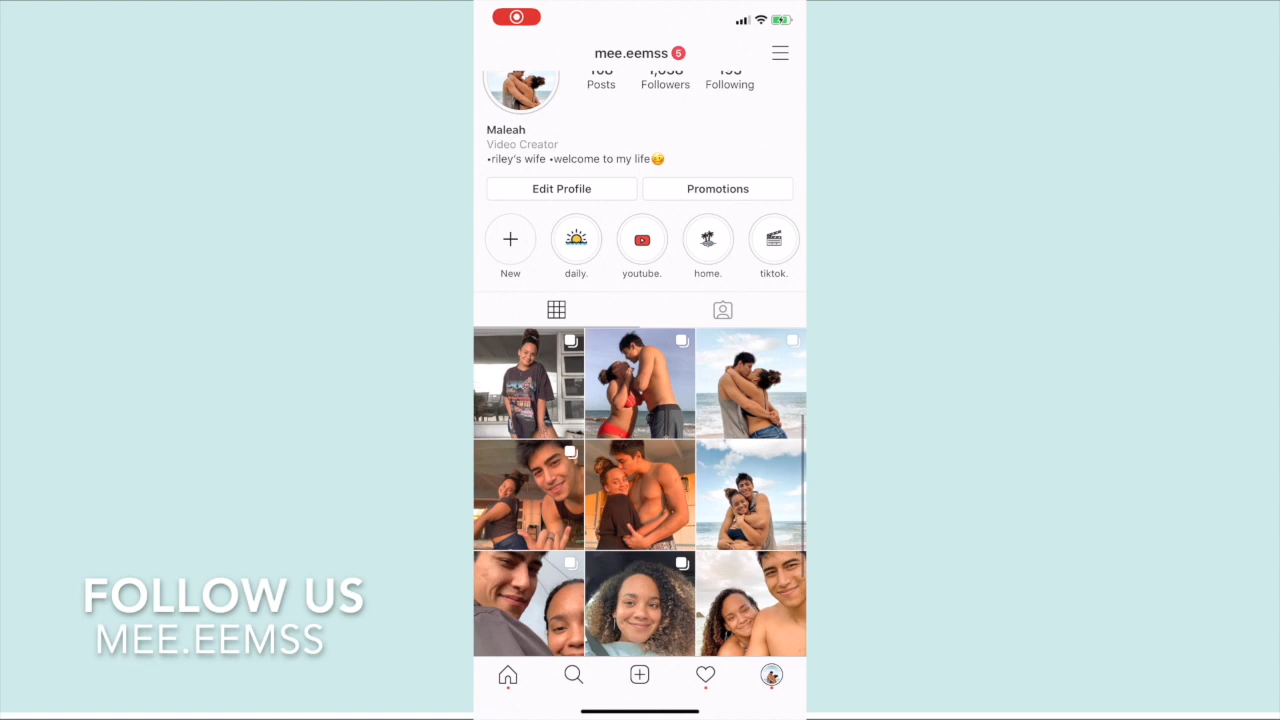 mee.eemss 5
Posts Followers Following
Maleah
Video Creator
•riley's wife •welcome to my life🥴
Edit Profile Promotions
New daily. youtube. home. tiktok.
FOLLOW US
MEE.EEMSS